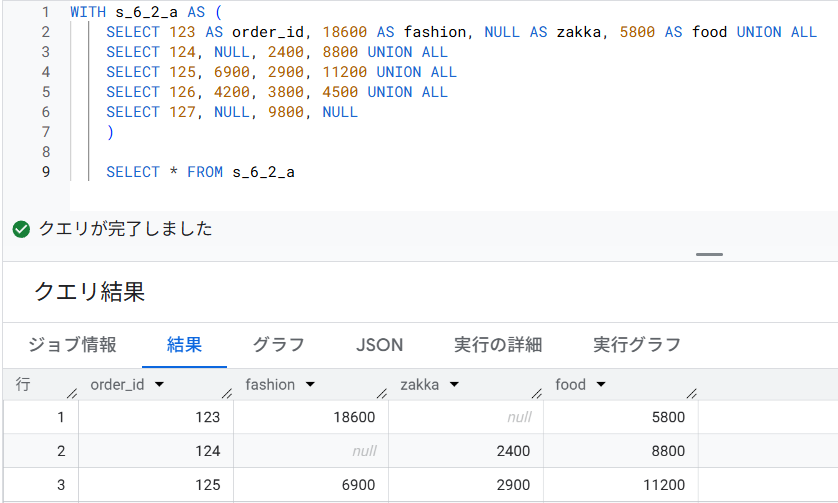 1 WITH s_6_2_a AS (
2 SELECT 123 AS order_id, 18600 AS fashion, NULL AS zakka, 5800 AS food UNION ALL
3 SELECT 124, NULL, 2400, 8800 UNION ALL
4 SELECT 125, 6900, 2900, 11200 UNION ALL
5 SELECT 126, 4200, 3800, 4500 UNION ALL
6 SELECT 127, NULL, 9800, NULL
7 )
8
9 SELECT * FROM s_6_2_a
クエリが完了しました
クエリ結果
ジョブ情報 結果 グラフ JSON 実行の詳細 実行グラフ
行 order_id fashion zakka food
1 123 18600 null 5800
2 124 null 2400 8800
3 125 6900 2900 11200